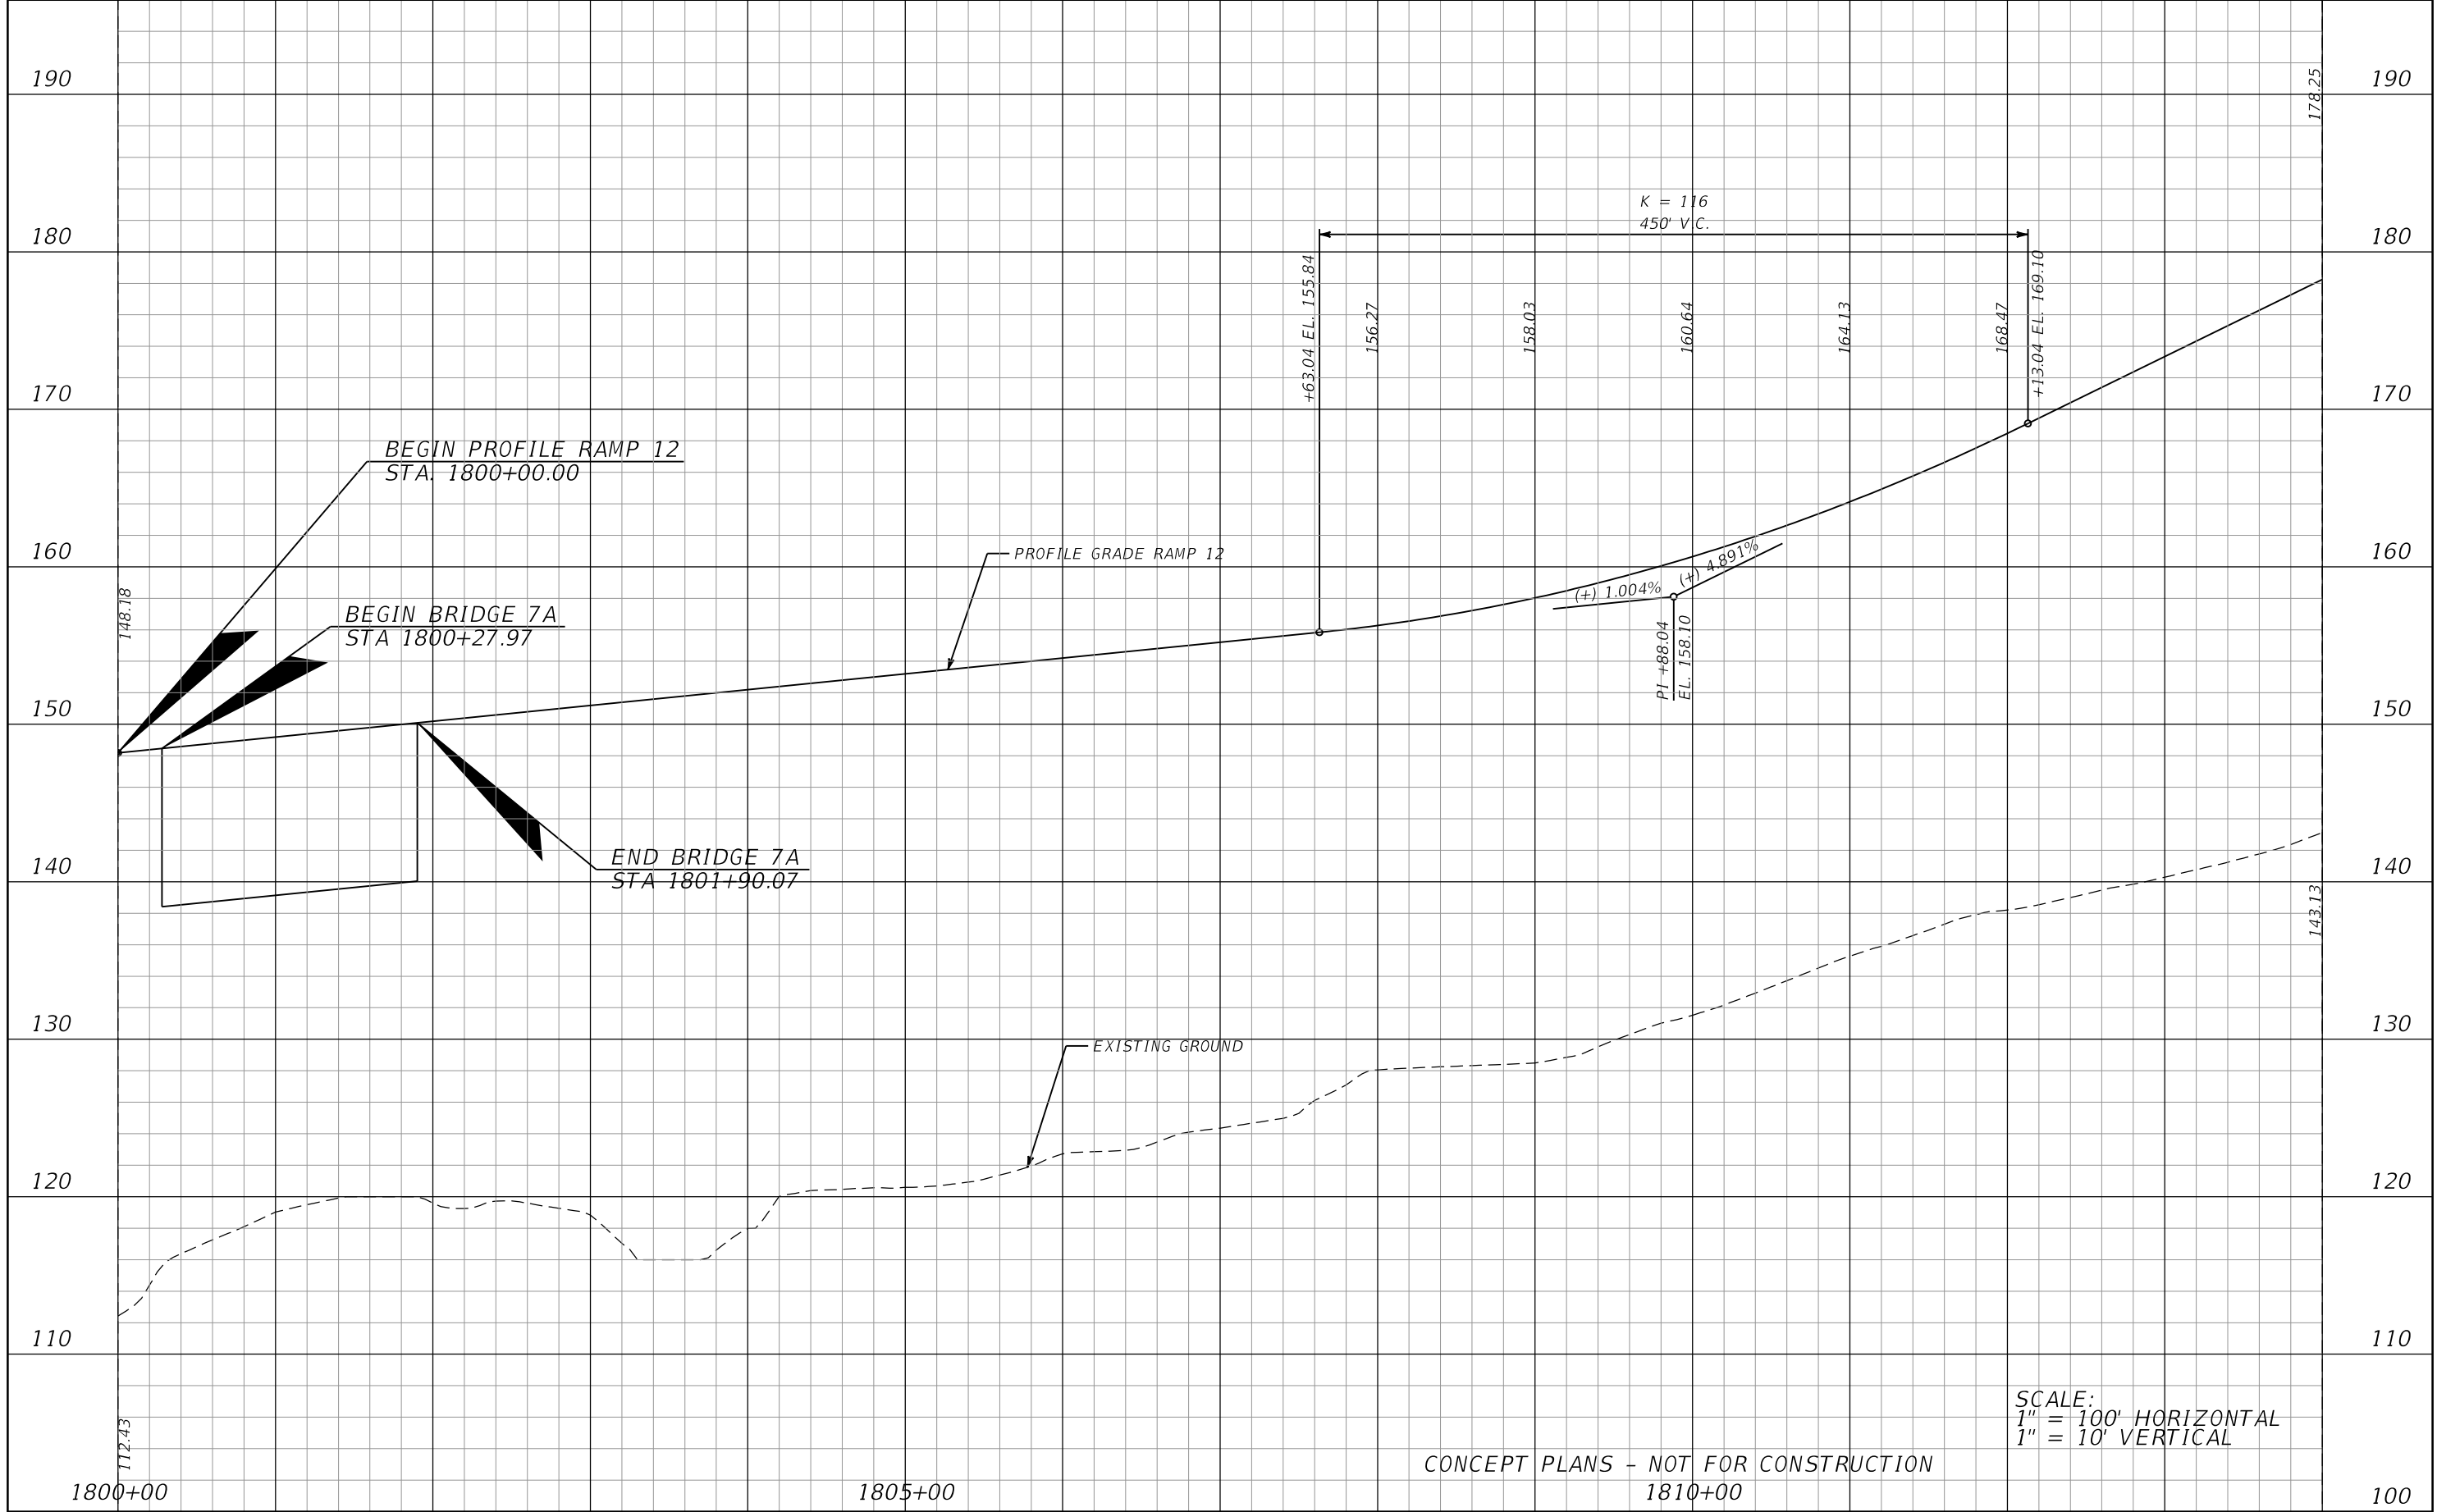 190
190
178.25
K = 116
450' V.C.
180
180
+63.04 EL. 155.84
+13.04 EL. 169.10
156.27
158.03
160.64
164.13
168.47
170
170
BEGIN PROFILE RAMP 12
STA. 1800+00.00
160
160
PROFILE GRADE RAMP 12
(+) 1.004%
(+) 4.891%
148.18
BEGIN BRIDGE 7A
STA 1800+27.97
PI +88.04
EL. 158.10
150
150
END BRIDGE 7A
STA 1801+90.07
140
140
143.13
130
130
EXISTING GROUND
120
120
110
110
112.43
SCALE:
1" = 100' HORIZONTAL
1" = 10' VERTICAL
CONCEPT PLANS - NOT FOR CONSTRUCTION
1800+00
1805+00
1810+00
100